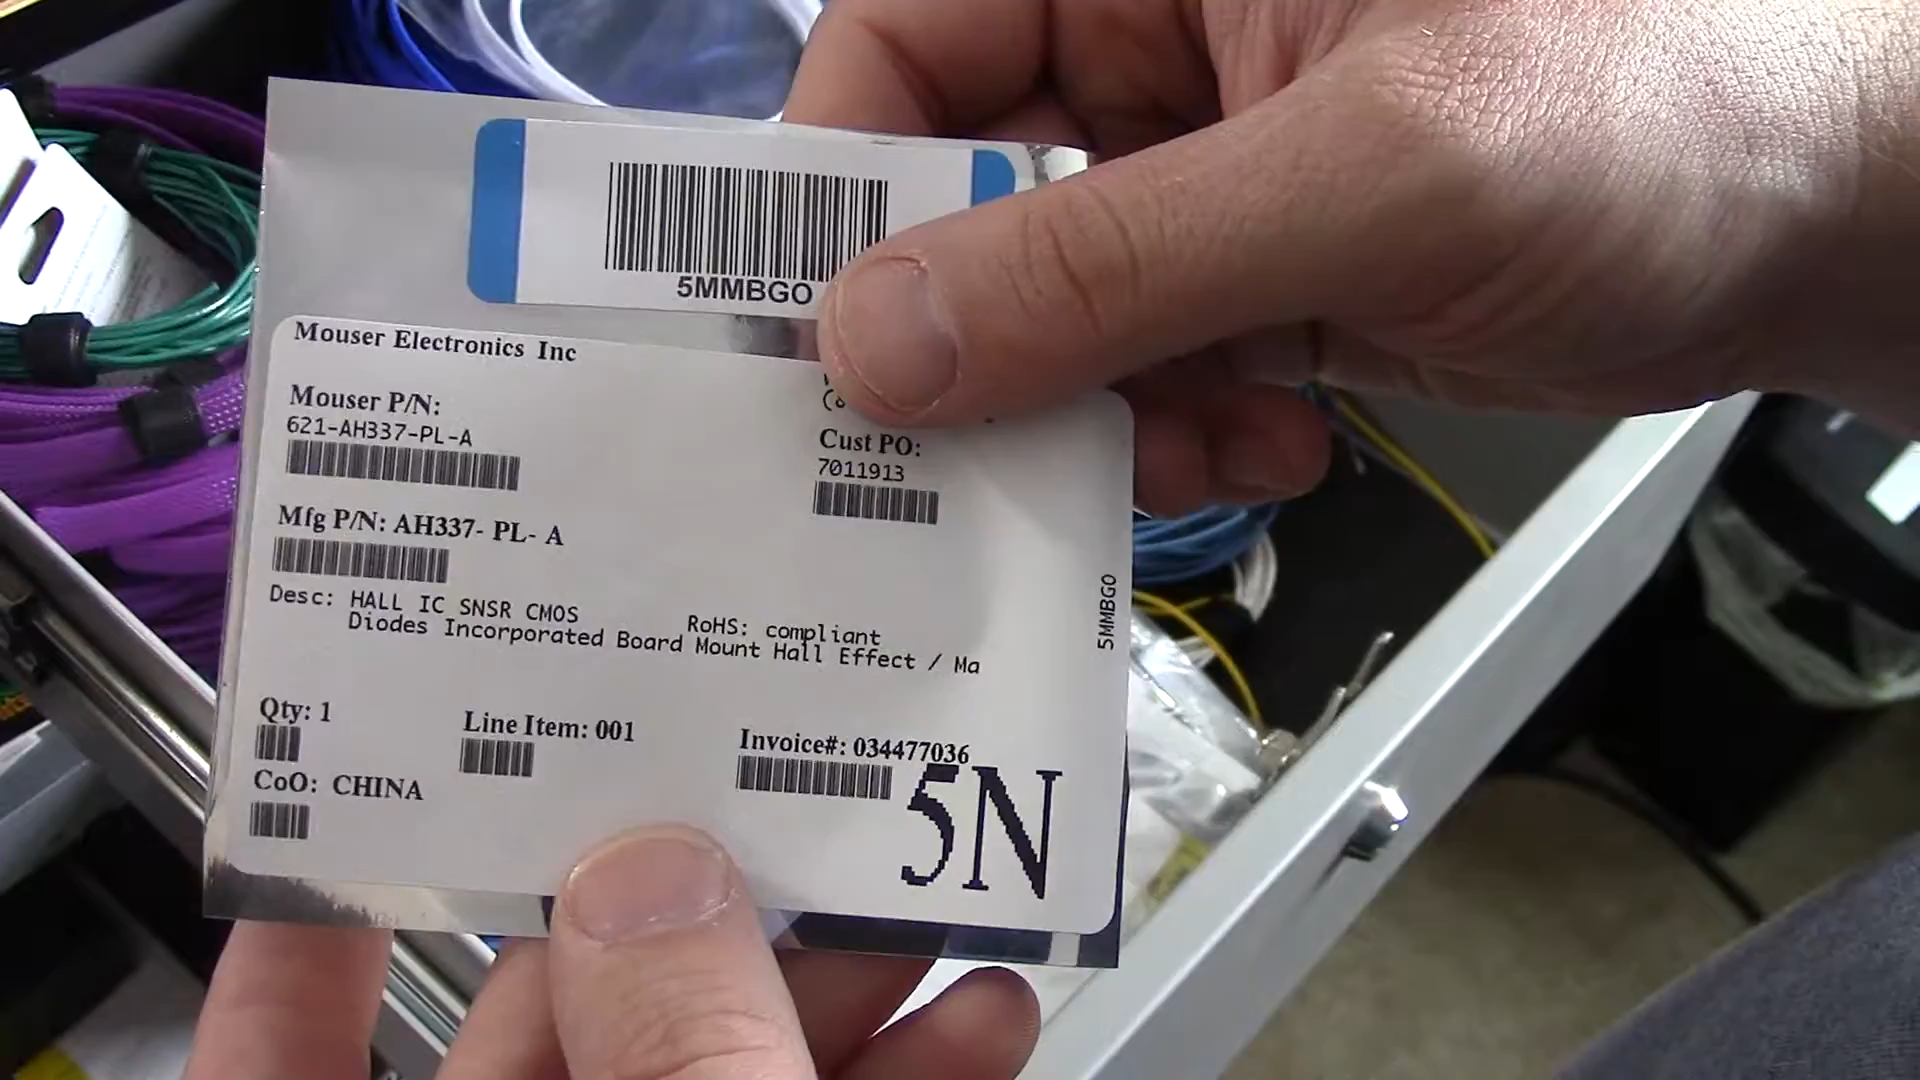 5MMBGO
Mouser Electronics Inc
Mouser P/N:
621-AH337-PL-A
Cust PO:
7011913
Mfg P/N: AH337- PL- A
Desc: HALL IC SNSR CMOS RoHS: compliant
Diodes Incorporated Board Mount Hall Effect / Ma
5MMBGO
Qty: 1
Line Item: 001
Invoice#: 034477036
CoO: CHINA
5N